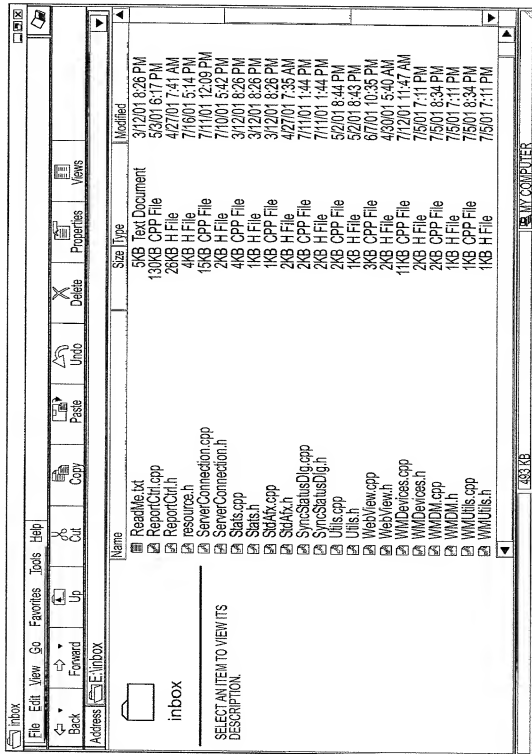 inbox
File Edit View Go Favorites Tools Help
Back Forward Up Cut Copy Paste Undo Delete Properties Views
Address E:\inbox
inbox
SELECT AN ITEM TO VIEW ITS
DESCRIPTION.
Name Size Type Modified
ReadMe.txt 5KB Text Document 3/12/01 8:26 PM
ReportCtrl.cpp 130KB CPP File 5/3/01 6:17 PM
ReportCtrl.h 26KB H File 4/27/01 7:41 AM
resource.h 4KB H File 7/16/01 5:14 PM
ServerConnection.cpp 15KB CPP File 7/11/01 12:09 PM
ServerConnection.h 2KB H File 7/10/01 5:42 PM
Stats.cpp 4KB CPP File 3/12/01 8:26 PM
Stats.h 1KB H File 3/12/01 8:26 PM
StdAfx.cpp 1KB CPP File 3/12/01 8:26 PM
StdAfx.h 2KB H File 4/27/01 7:35 AM
SyncStatusDlg.cpp 2KB CPP File 7/11/01 1:44 PM
SyncStatusDlg.h 2KB H File 7/11/01 1:44 PM
Utils.cpp 2KB CPP File 5/2/01 8:44 PM
Utils.h 1KB H File 5/2/01 8:43 PM
WebView.cpp 3KB CPP File 6/7/01 10:35 PM
WebView.h 2KB H File 4/30/01 5:40 AM
WMDevices.cpp 11KB CPP File 7/12/01 11:47 AM
WMDevices.h 2KB H File 7/5/01 7:11 PM
WMDM.cpp 2KB CPP File 7/5/01 8:34 PM
WMDM.h 1KB H File 7/5/01 7:11 PM
WMUtils.cpp 1KB CPP File 7/5/01 8:34 PM
WMUtils.h 1KB H File 7/5/01 7:11 PM
493 KB MY COMPUTER